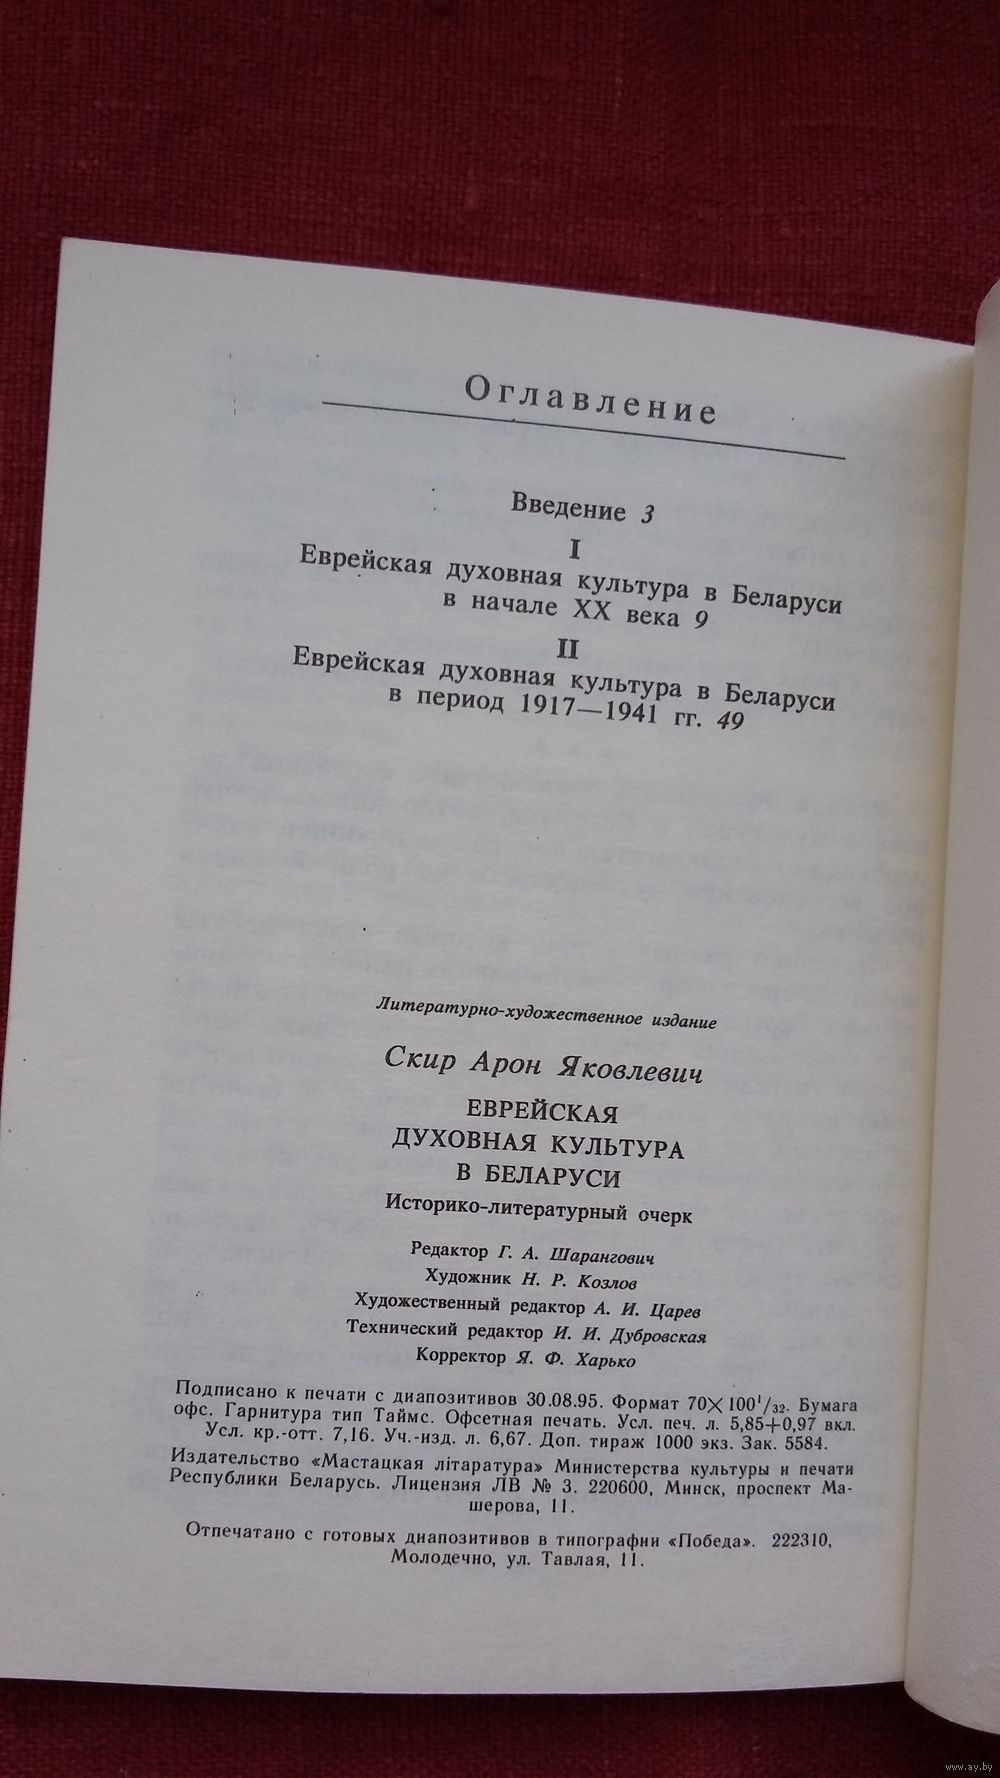 Оглавление
Введение 3
I
Еврейская духовная культура в Беларуси
в начале XX века 9
II
Еврейская духовная культура в Беларуси
в период 1917—1941 гг. 49
Литературно-художественное издание
Скир Арон Яковлевич
ЕВРЕЙСКАЯ
ДУХОВНАЯ КУЛЬТУРА
В БЕЛАРУСИ
Историко-литературный очерк
Редактор Г. А. Шарангович
Художник Н. Р. Козлов
Художественный редактор А. И. Царев
Технический редактор И. И. Дубровская
Корректор Я. Ф. Харько
Подписано к печати с диапозитивов 30.08.95. Формат 70×100¹/₃₂. Бумага
офс. Гарнитура тип Таймс. Офсетная печать. Усл. печ. л. 5,85+0,97 вкл.
Усл. кр.-отт. 7,16. Уч.-изд. л. 6,67. Доп. тираж 1000 экз. Зак. 5584.
Издательство «Мастацкая літаратура» Министерства культуры и печати
Республики Беларусь. Лицензия ЛВ № 3. 220600, Минск, проспект Ма-
шерова, 11.
Отпечатано с готовых диапозитивов в типографии «Победа». 222310,
Молодечно, ул. Тавлая, 11.
www.ay.by